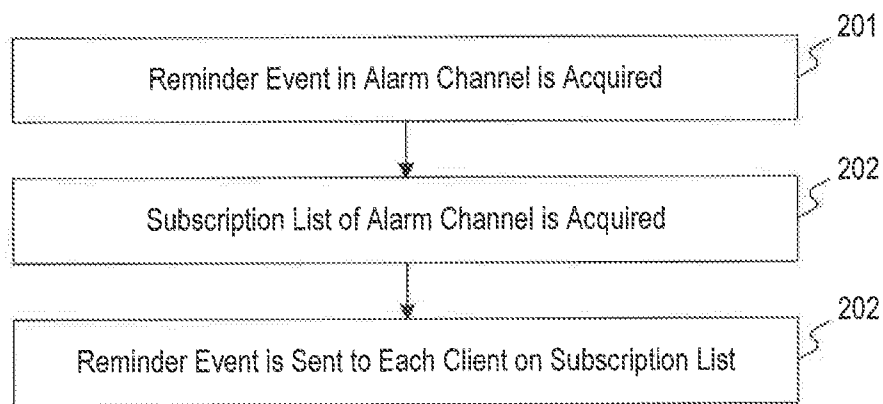 201
Reminder Event in Alarm Channel is Acquired
202
Subscription List of Alarm Channel is Acquired
202
Reminder Event is Sent to Each Client on Subscription List